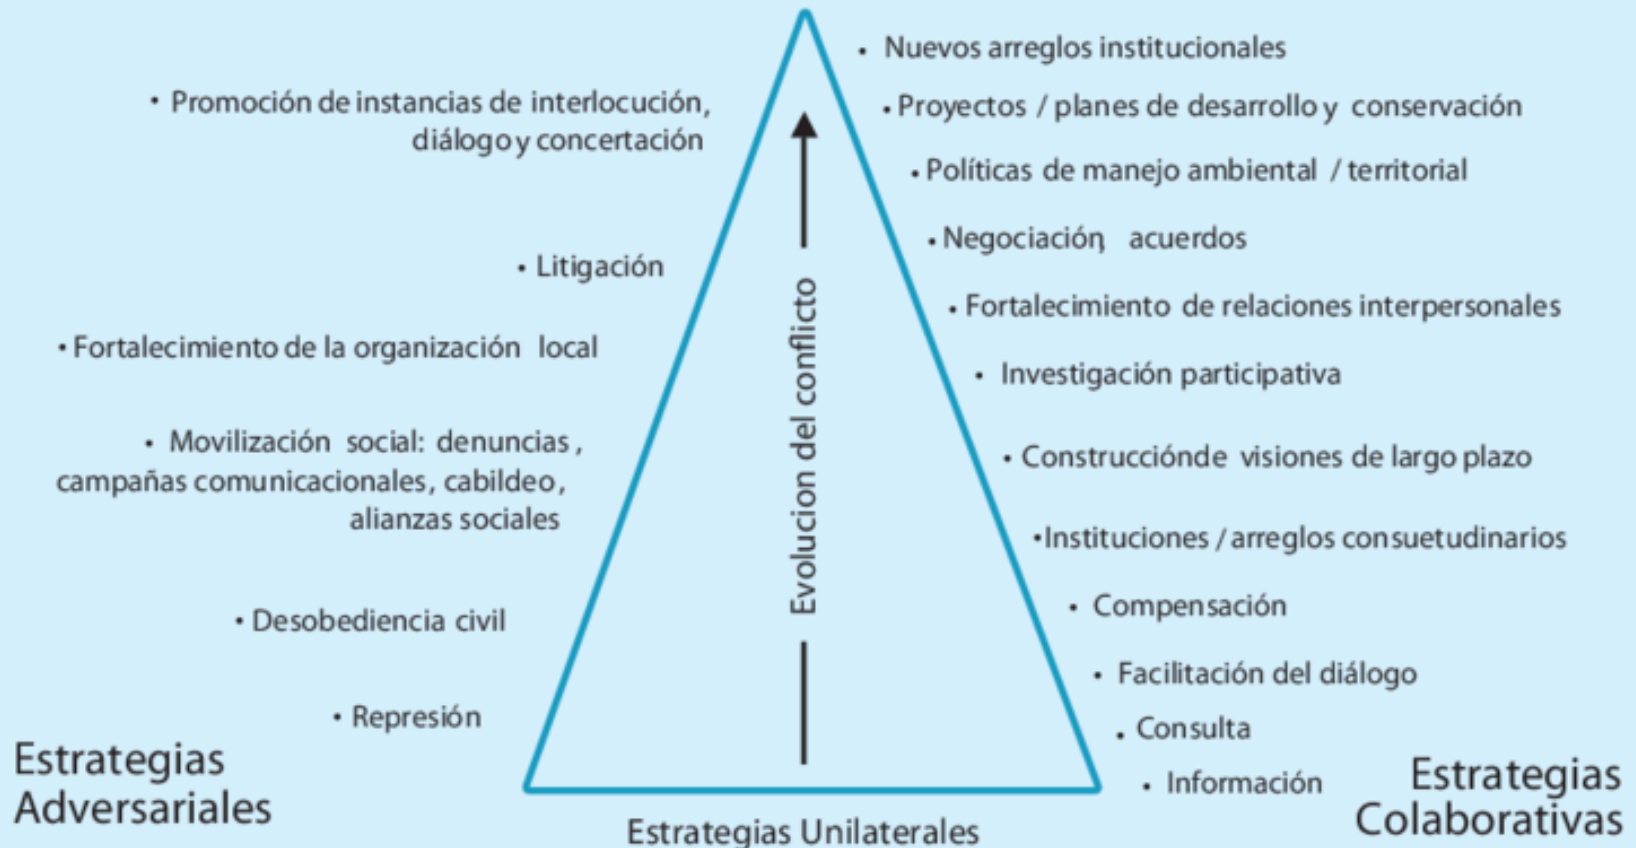 • Promoción de instancias de interlocución,
diálogo y concertación
• Litigación
• Fortalecimiento de la organización local
• Movilización social: denuncias,
campañas comunicacionales, cabildeo,
alianzas sociales
• Desobediencia civil
• Represión
Estrategias
Adversariales
Evolucion del conflicto
Estrategias Unilaterales
• Nuevos arreglos institucionales
• Proyectos / planes de desarrollo y conservación
• Políticas de manejo ambiental / territorial
• Negociación, acuerdos
• Fortalecimiento de relaciones interpersonales
• Investigación participativa
•, Construcciónde visiones de largo plazo
• Instituciones / arreglos consuetudinarios
• Compensación
• Facilitación del diálogo
• Consulta
• Información
Estrategias
Colaborativas